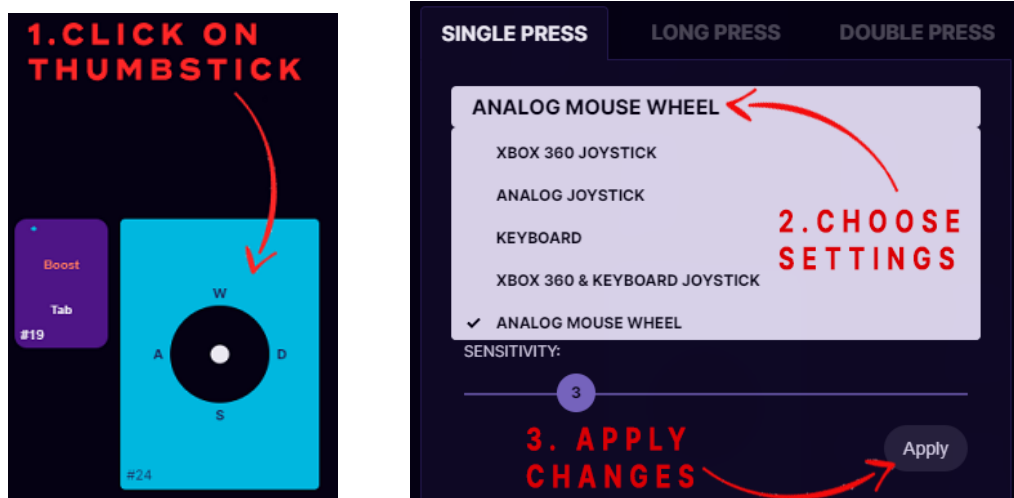 1.CLICK ON
THUMBSTICK
Boost
Tab
#19
W
A
D
S
#24
SINGLE PRESS
LONG PRESS
DOUBLE PRESS
ANALOG MOUSE WHEEL
XBOX 360 JOYSTICK
ANALOG JOYSTICK
KEYBOARD
XBOX 360 & KEYBOARD JOYSTICK
✓ ANALOG MOUSE WHEEL
2.CHOOSE
SETTINGS
SENSITIVITY:
3
3. APPLY
CHANGES
Apply